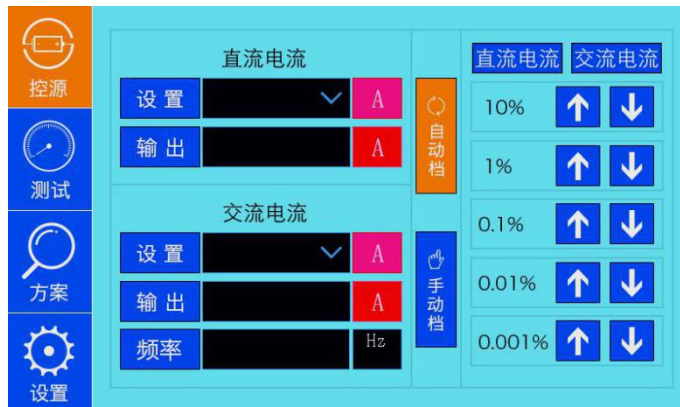 控源
测试
方案
设置
直流电流
设置 A
输出 A
交流电流
设置 A
输出 A
频率 Hz
自动档
手动档
直流电流 交流电流
10%
1%
0.1%
0.01%
0.001%